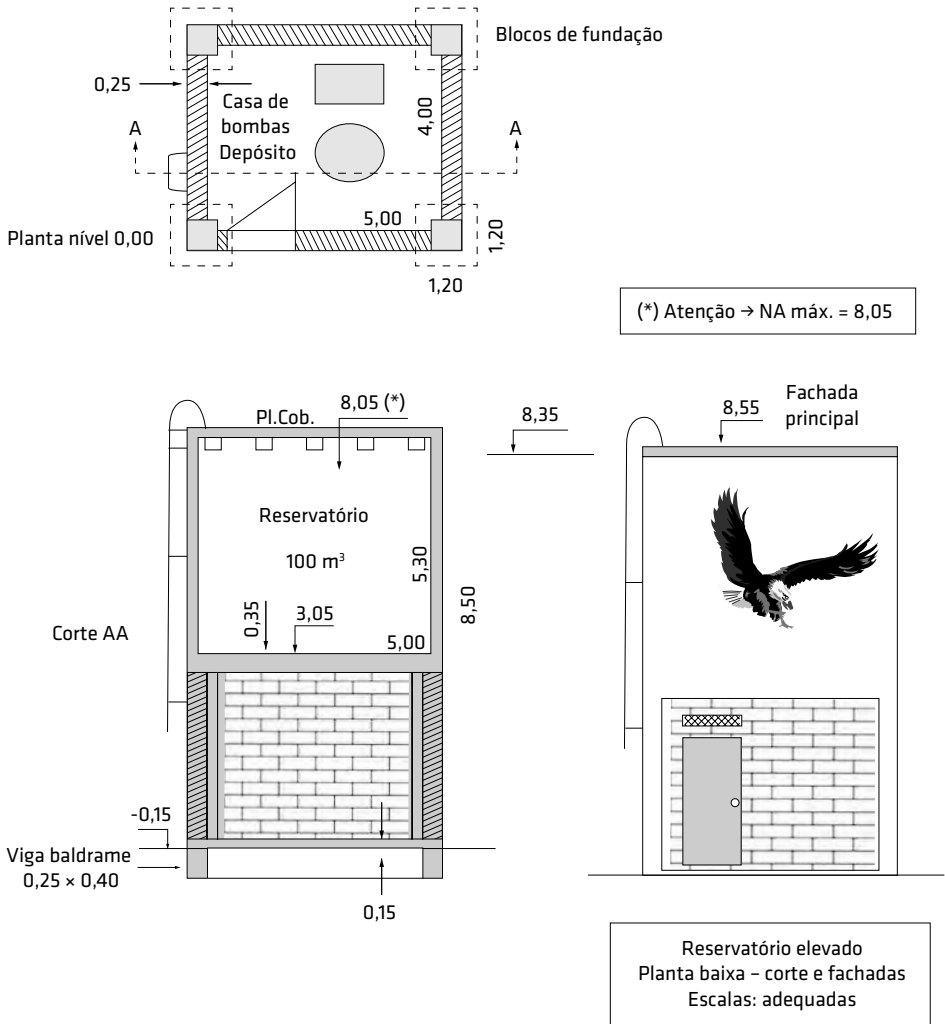 Blocos de fundação
0,25
Casa de
bombas
Depósito
4,00
A
A
5,00
Planta nível 0,00
1,20
1,20
(*) Atenção → NA máx. = 8,05
Fachada
principal
8,05 (*)
Pl.Cob.
8,35
8,55
Reservatório
100 m³
5,30
8,50
0,35
3,05
Corte AA
5,00
-0,15
Viga baldrame
0,25 × 0,40
0,15
Reservatório elevado
Planta baixa – corte e fachadas
Escalas: adequadas